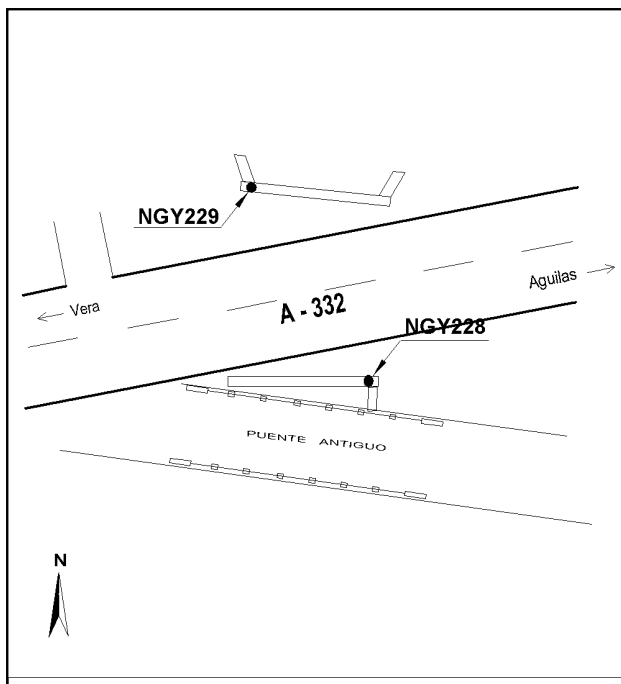 NGY229
Aguilas
Vera
A - 332
NGY228
PUENTE ANTIGUO
N